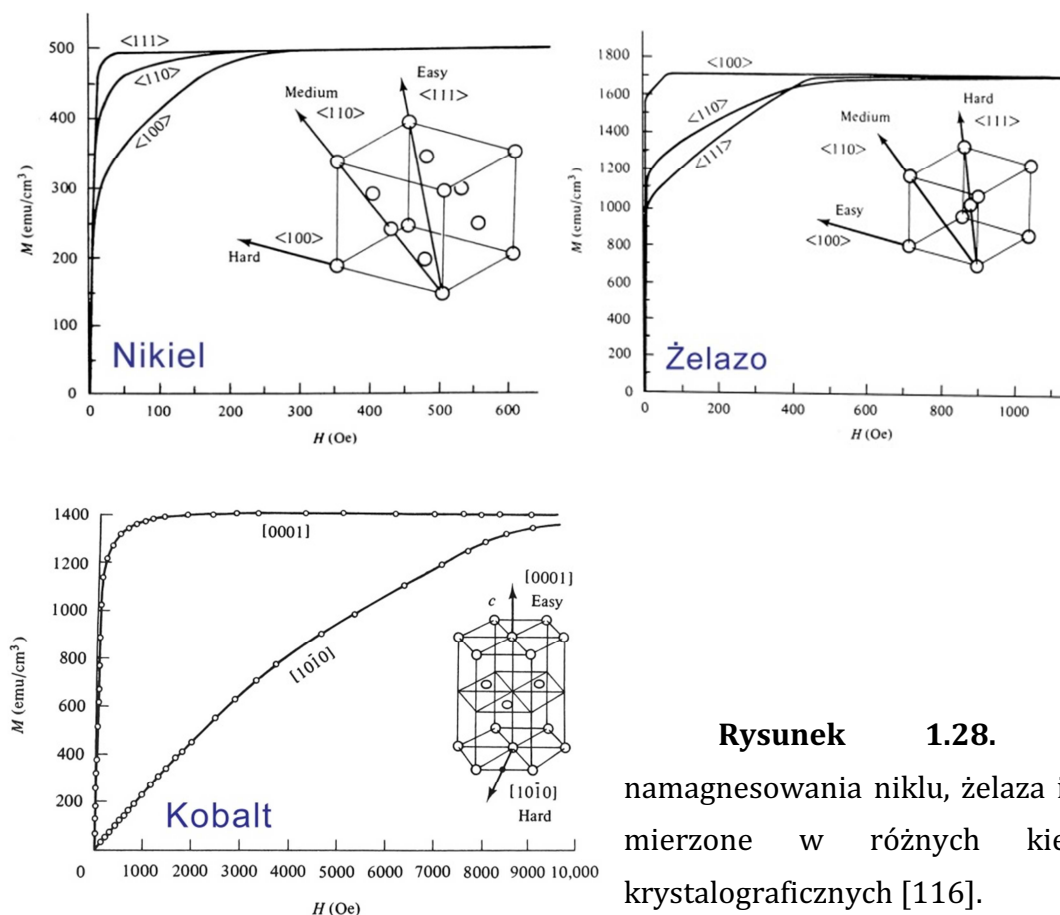 500
400
300
200
100
0
M (emu/cm³)
<111>
<110>
<100>
Medium
<110>
Easy
<111>
<100>
Hard
Nikiel
0 100 200 300 400 500 600
H (Oe)
1800
1600
1400
1200
1000
800
600
400
200
0
M (emu/cm³)
<100>
<110>
<111>
Hard
<111>
Medium
<110>
Easy
<100>
Żelazo
0 200 400 600 800 1000
H (Oe)
1400
1200
1000
800
600
400
200
M (emu/cm³)
[0001]
[101̄0]
[0001]
c Easy
[101̄0]
Hard
Kobalt
0 1000 2000 3000 4000 5000 6000 7000 8000 9000 10,000
H (Oe)
Rysunek 1.28.
namagnesowania niklu, żelaza i
mierzone w różnych kie
krystalograficznych [116].